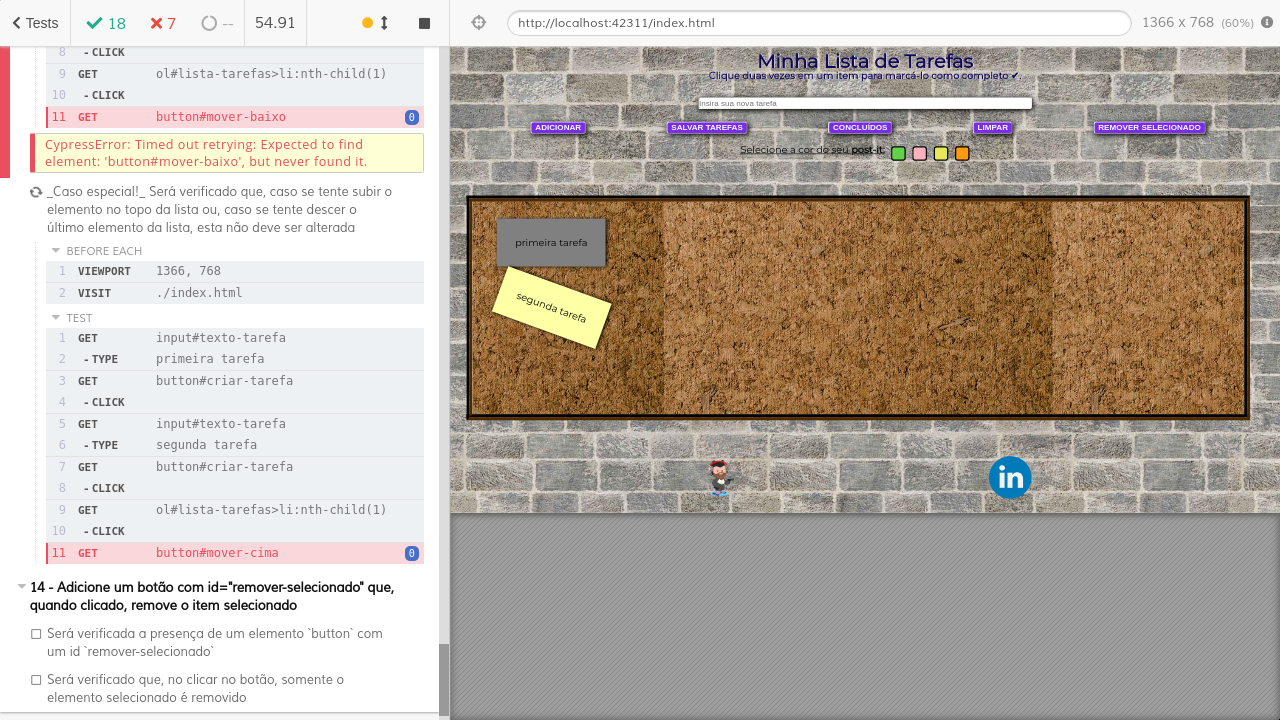 Tests
18
7
--
54.91
8 -CLICK
9 GET ol#lista-tarefas>li:nth-child(1)
10 -CLICK
11 GET button#mover-baixo 0
CypressError: Timed out retrying: Expected to find
element: 'button#mover-baixo', but never found it.
_Caso especial!_ Será verificado que, caso se tente subir o
elemento no topo da lista ou, caso se tente descer o
último elemento da lista, esta não deve ser alterada
BEFORE EACH
1 VIEWPORT 1366, 768
2 VISIT ./index.html
TEST
1 GET input#texto-tarefa
2 -TYPE primeira tarefa
3 GET button#criar-tarefa
4 -CLICK
5 GET input#texto-tarefa
6 -TYPE segunda tarefa
7 GET button#criar-tarefa
8 -CLICK
9 GET ol#lista-tarefas>li:nth-child(1)
10 -CLICK
11 GET button#mover-cima 0
14 - Adicione um botão com id="remover-selecionado" que,
quando clicado, remove o item selecionado
Será verificada a presença de um elemento `button` com
um id `remover-selecionado`
Será verificado que, no clicar no botão, somente o
elemento selecionado é removido
http://localhost:42311/index.html
1366 x 768 (60%)
Minha Lista de Tarefas
Clique duas vezes em um item para marcá-lo como completo ✔.
Insira sua nova tarefa
ADICIONAR
SALVAR TAREFAS
CONCLUÍDOS
LIMPAR
REMOVER SELECIONADO
Selecione a cor do seu post-it:
primeira tarefa
segunda tarefa
in